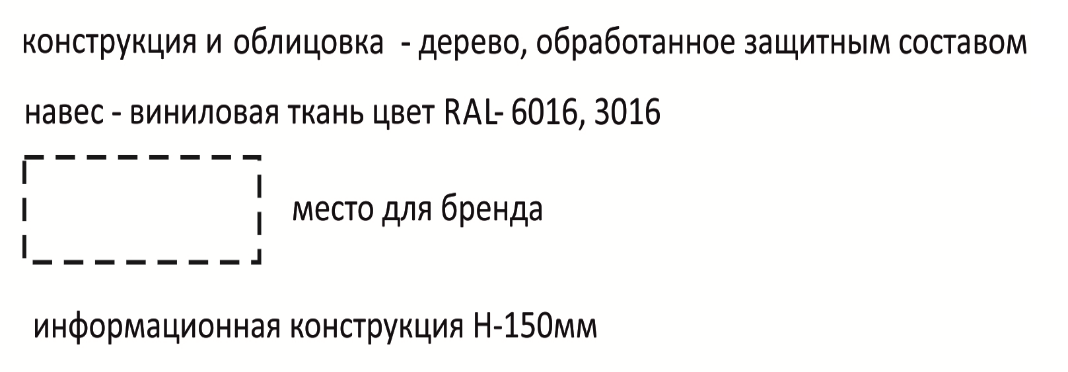 конструкция и облицовка - дерево, обработанное защитным составом
навес - виниловая ткань цвет RAL- 6016, 3016
место для бренда
информационная конструкция Н-150мм